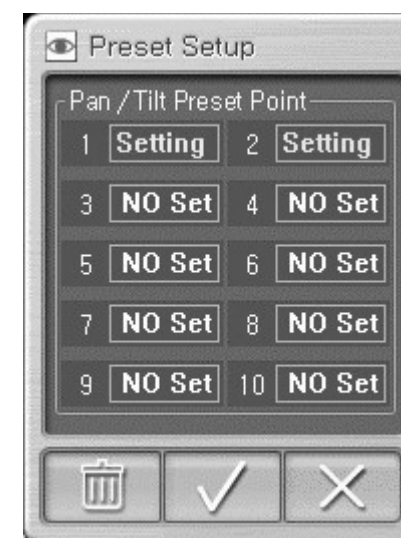 Preset Setup
Pan / Tilt Preset Point
1 Setting 2 Setting
3 NO Set 4 NO Set
5 NO Set 6 NO Set
7 NO Set 8 NO Set
9 NO Set 10 NO Set